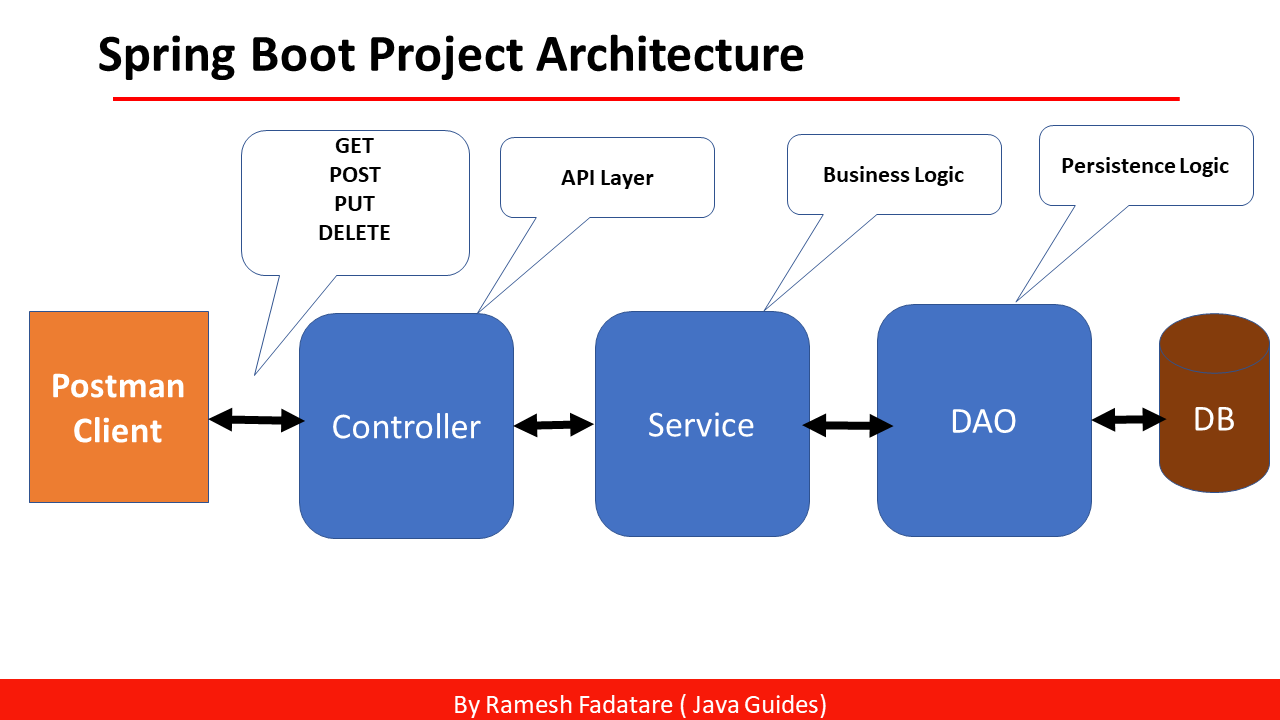 Spring Boot Project Architecture
GET
POST
PUT
DELETE
API Layer
Business Logic
Persistence Logic
Postman
Client
Controller
Service
DAO
DB
By Ramesh Fadatare ( Java Guides)